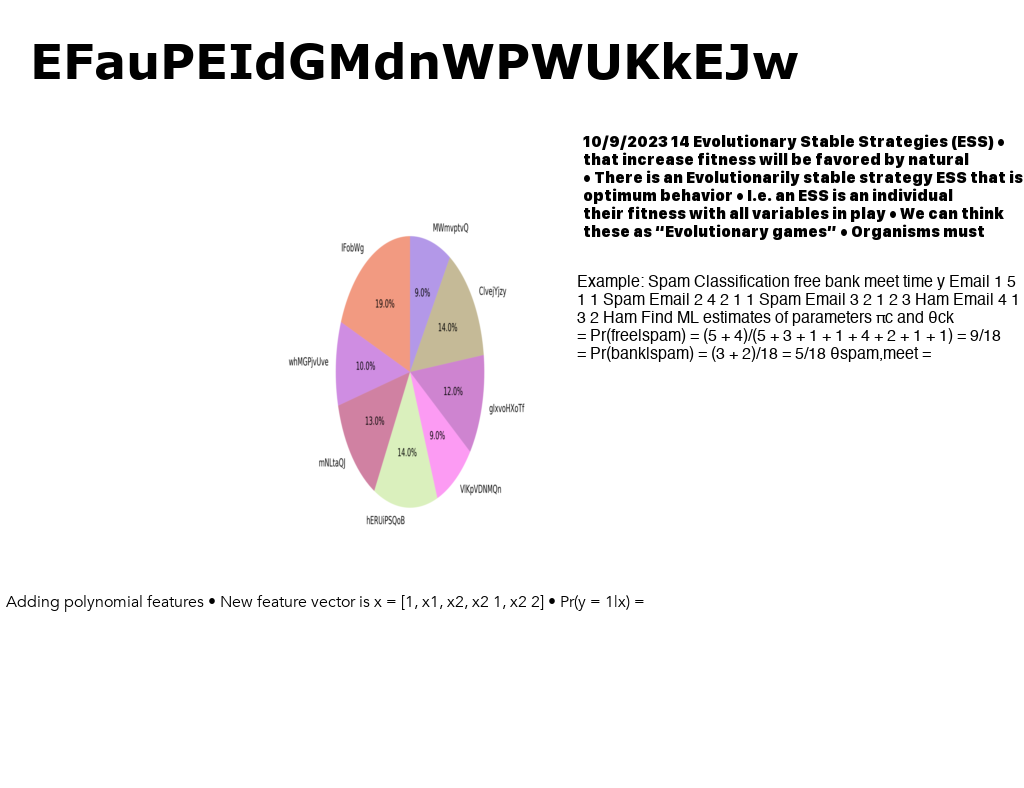 EFauPEIdGMdnWPWUKkEJw
10/9/2023 14 Evolutionary Stable Strategies (ESS) •
that increase fitness will be favored by natural
• There is an Evolutionarily stable strategy ESS that is
optimum behavior • I.e. an ESS is an individual
their fitness with all variables in play • We can think
these as “Evolutionary games” • Organisms must
Example: Spam Classification free bank meet time y Email 1 5
1 1 Spam Email 2 4 2 1 1 Spam Email 3 2 1 2 3 Ham Email 4 1
3 2 Ham Find ML estimates of parameters πc and θck
= Pr(free|spam) = (5 + 4)/(5 + 3 + 1 + 1 + 4 + 2 + 1 + 1) = 9/18
= Pr(bank|spam) = (3 + 2)/18 = 5/18 θspam,meet =
MWmvptvQ
lFobWg
9.0%
ClvejYjzy
19.0%
14.0%
whMGPjvUve
10.0%
12.0%
glxvoHXoTf
13.0%
9.0%
14.0%
mNLtaQJ
VlKpVDNMQn
hERUiPSQoB
Adding polynomial features • New feature vector is x = [1, x1, x2, x2 1, x2 2] • Pr(y = 1|x) =